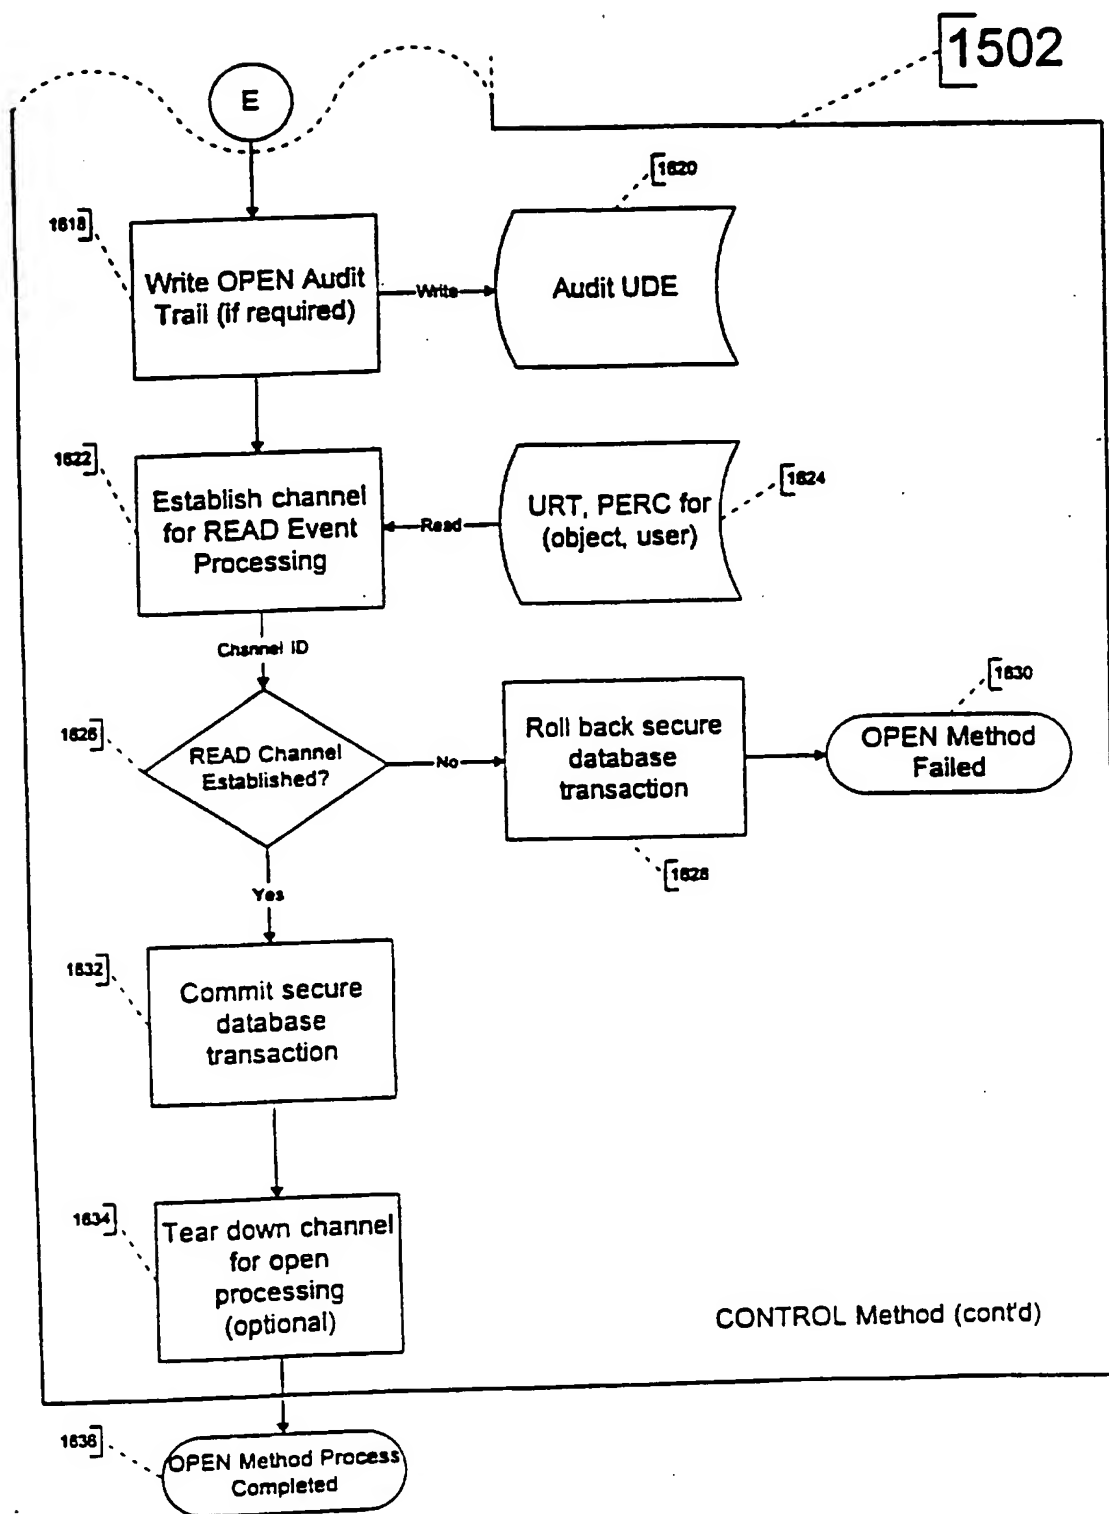 1502
E
1620
1618
Write OPEN Audit
Trail (if required)
Write
Audit UDE
1622
Establish channel
for READ Event
Processing
Read
URT, PERC for
(object, user)
1624
Channel ID
1626
READ Channel
Established?
No
Roll back secure
database
transaction
1628
1630
OPEN Method
Failed
Yes
1632
Commit secure
database
transaction
1634
Tear down channel
for open
processing
(optional)
CONTROL Method (cont'd)
1636
OPEN Method Process
Completed